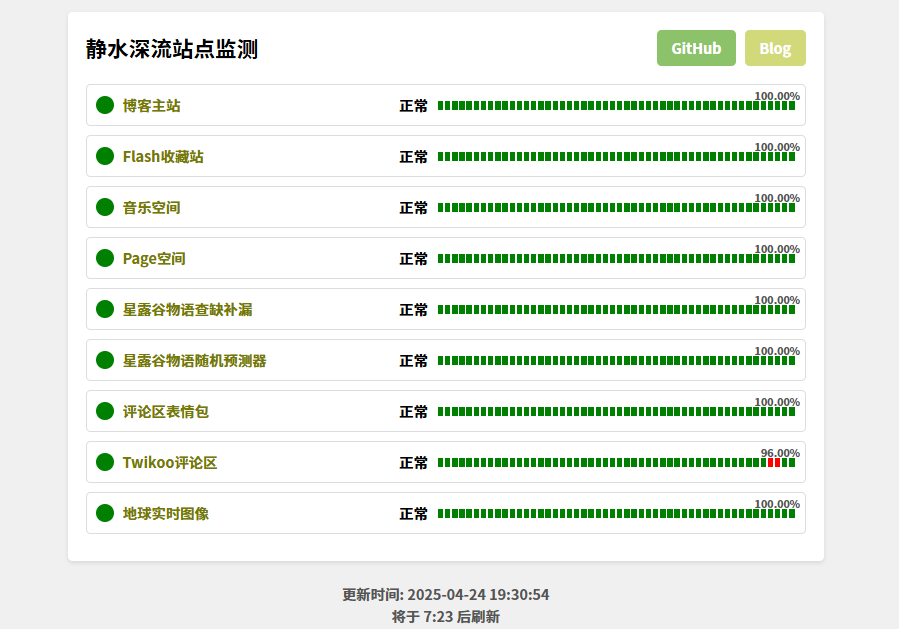 静水深流站点监测
GitHub
Blog
博客主站 正常 100.00%
Flash收藏站 正常 100.00%
音乐空间 正常 100.00%
Page空间 正常 100.00%
星露谷物语查缺补漏 正常 100.00%
星露谷物语随机预测器 正常 100.00%
评论区表情包 正常 100.00%
Twikoo评论区 正常 96.00%
地球实时图像 正常 100.00%
更新时间: 2025-04-24 19:30:54
将于 7:23 后刷新